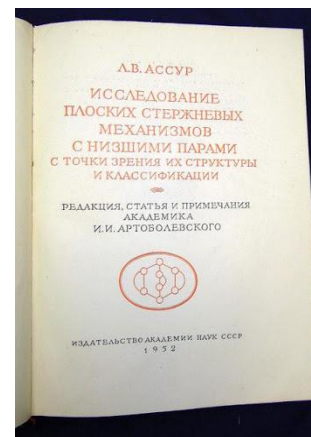 Л.В. АССУР
ИССЛЕДОВАНИЕ
ПЛОСКИХ СТЕРЖНЕВЫХ
МЕХАНИЗМОВ
С НИЗШИМИ ПАРАМИ
С ТОЧКИ ЗРЕНИЯ ИХ СТРУКТУРЫ
И КЛАССИФИКАЦИИ
РЕДАКЦИЯ, СТАТЬЯ И ПРИМЕЧАНИЯ
АКАДЕМИКА
И.И. АРТОБОЛЕВСКОГО
ИЗДАТЕЛЬСТВО АКАДЕМИИ НАУК СССР
1952